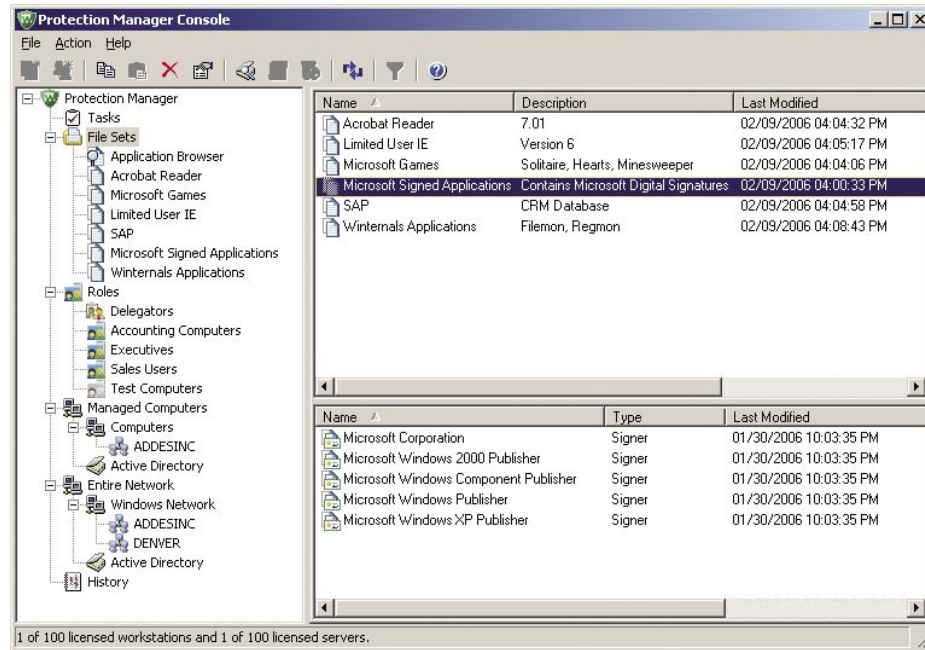 Protection Manager Console
File Action Help
Protection Manager
Tasks
File Sets
Application Browser
Acrobat Reader
Microsoft Games
Limited User IE
SAP
Microsoft Signed Applications
Winternals Applications
Roles
Delegators
Accounting Computers
Executives
Sales Users
Test Computers
Managed Computers
Computers
ADDESINC
Active Directory
Entire Network
Windows Network
ADDESINC
DENVER
Active Directory
History
Name Description Last Modified
Acrobat Reader 7.01 02/09/2006 04:04:32 PM
Limited User IE Version 6 02/09/2006 04:05:17 PM
Microsoft Games Solitaire, Hearts, Minesweeper 02/09/2006 04:04:06 PM
Microsoft Signed Applications Contains Microsoft Digital Signatures 02/09/2006 04:00:33 PM
SAP CRM Database 02/09/2006 04:04:58 PM
Winternals Applications Filemon, Regmon 02/09/2006 04:08:43 PM
Name Type Last Modified
Microsoft Corporation Signer 01/30/2006 10:03:35 PM
Microsoft Windows 2000 Publisher Signer 01/30/2006 10:03:35 PM
Microsoft Windows Component Publisher Signer 01/30/2006 10:03:35 PM
Microsoft Windows Publisher Signer 01/30/2006 10:03:35 PM
Microsoft Windows XP Publisher Signer 01/30/2006 10:03:35 PM
1 of 100 licensed workstations and 1 of 100 licensed servers.